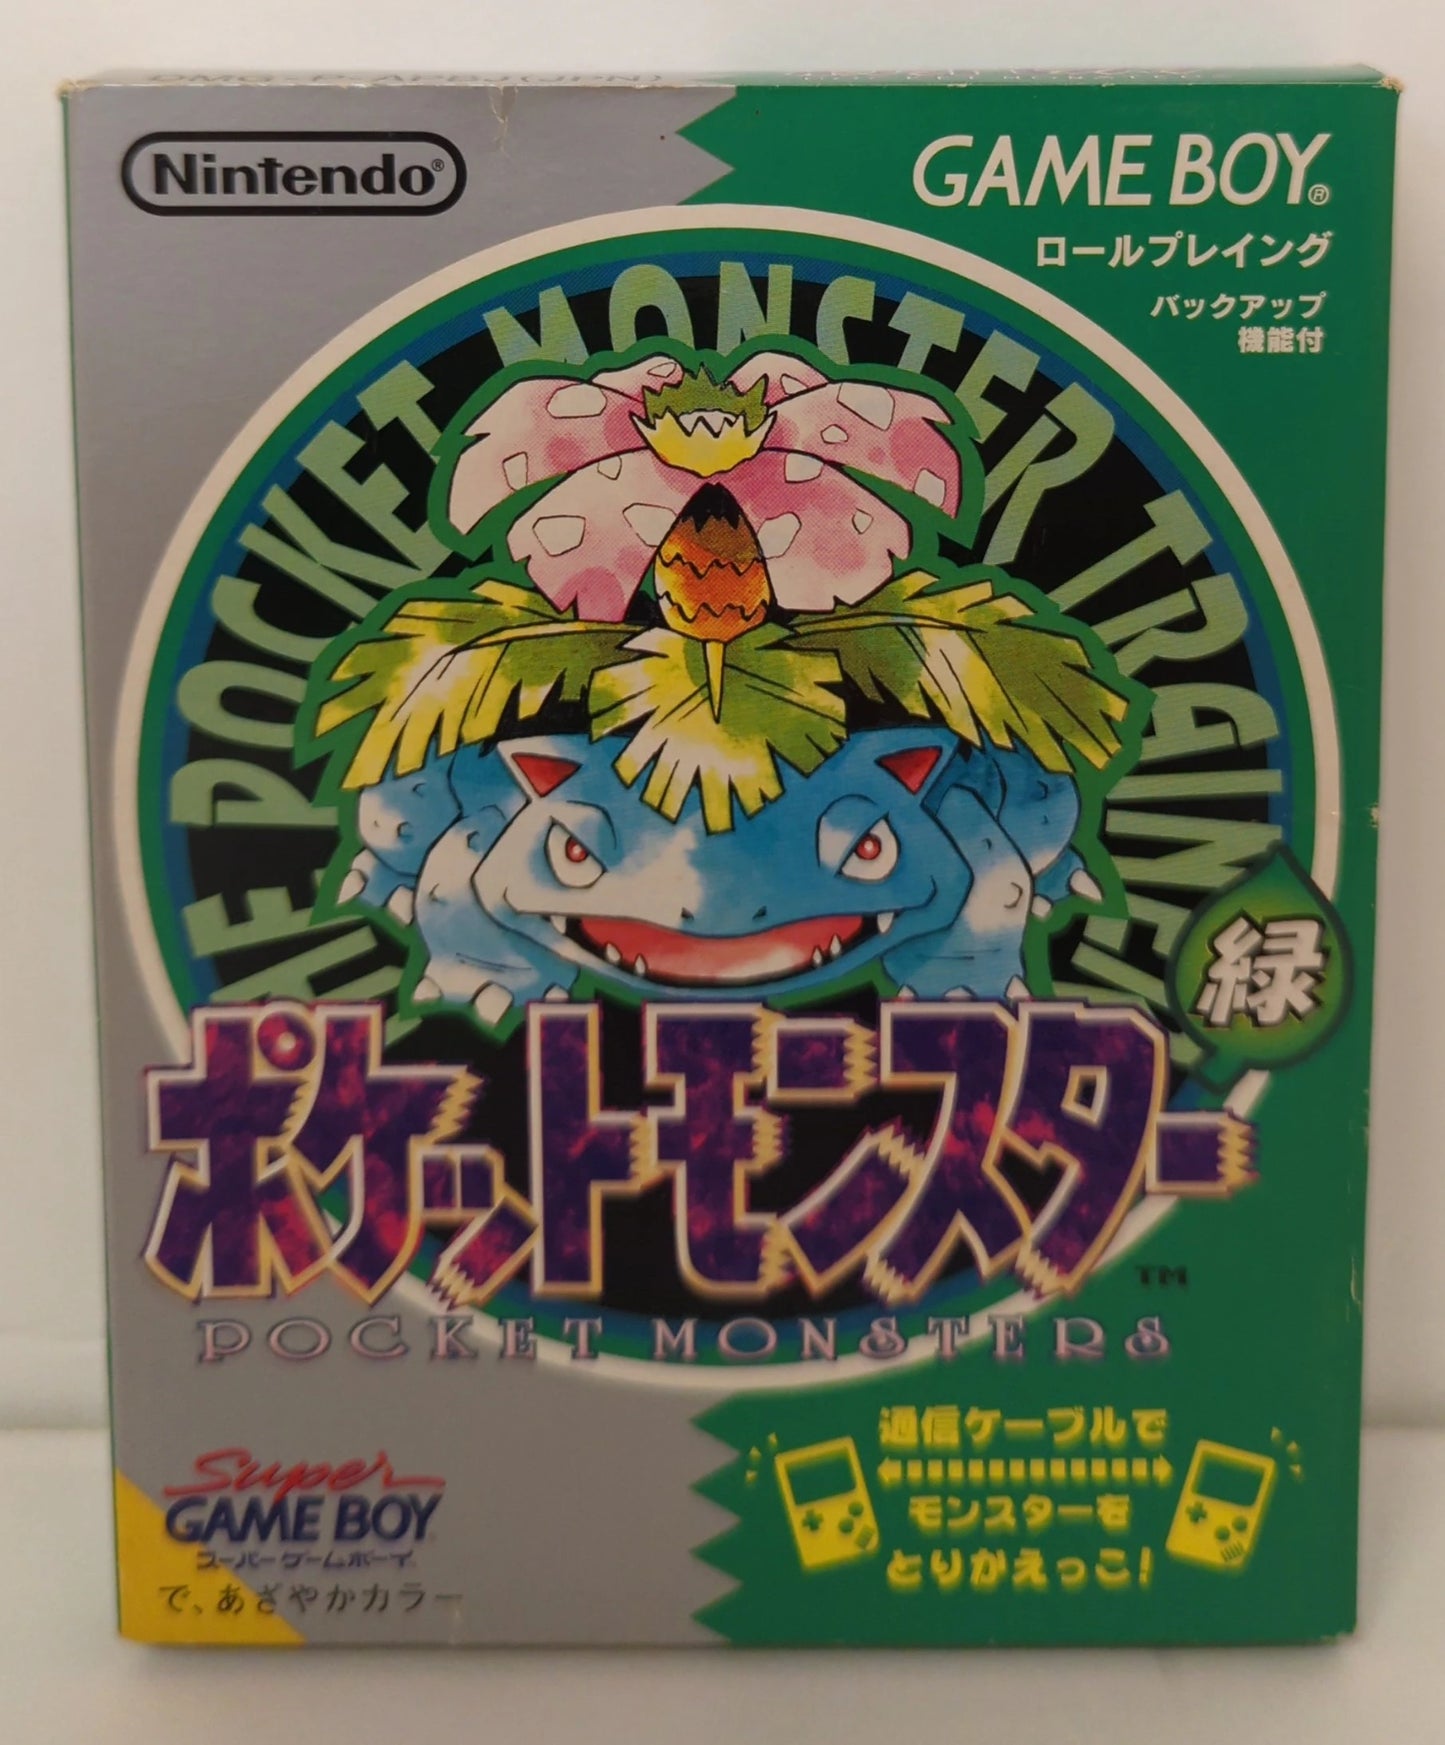 DMG-P-APBJ(JPN)
Nintendo®
GAME BOY®
ロールプレイング
バックアップ
機能付
THE POCKET MONSTER TRAINER
緑
ポケットモンスター
TM
POCKET MONSTERS
通信ケーブルで
モンスターを
とりかえっこ!
Super
GAME BOY
スーパーゲームボーイ
で、あざやかカラー